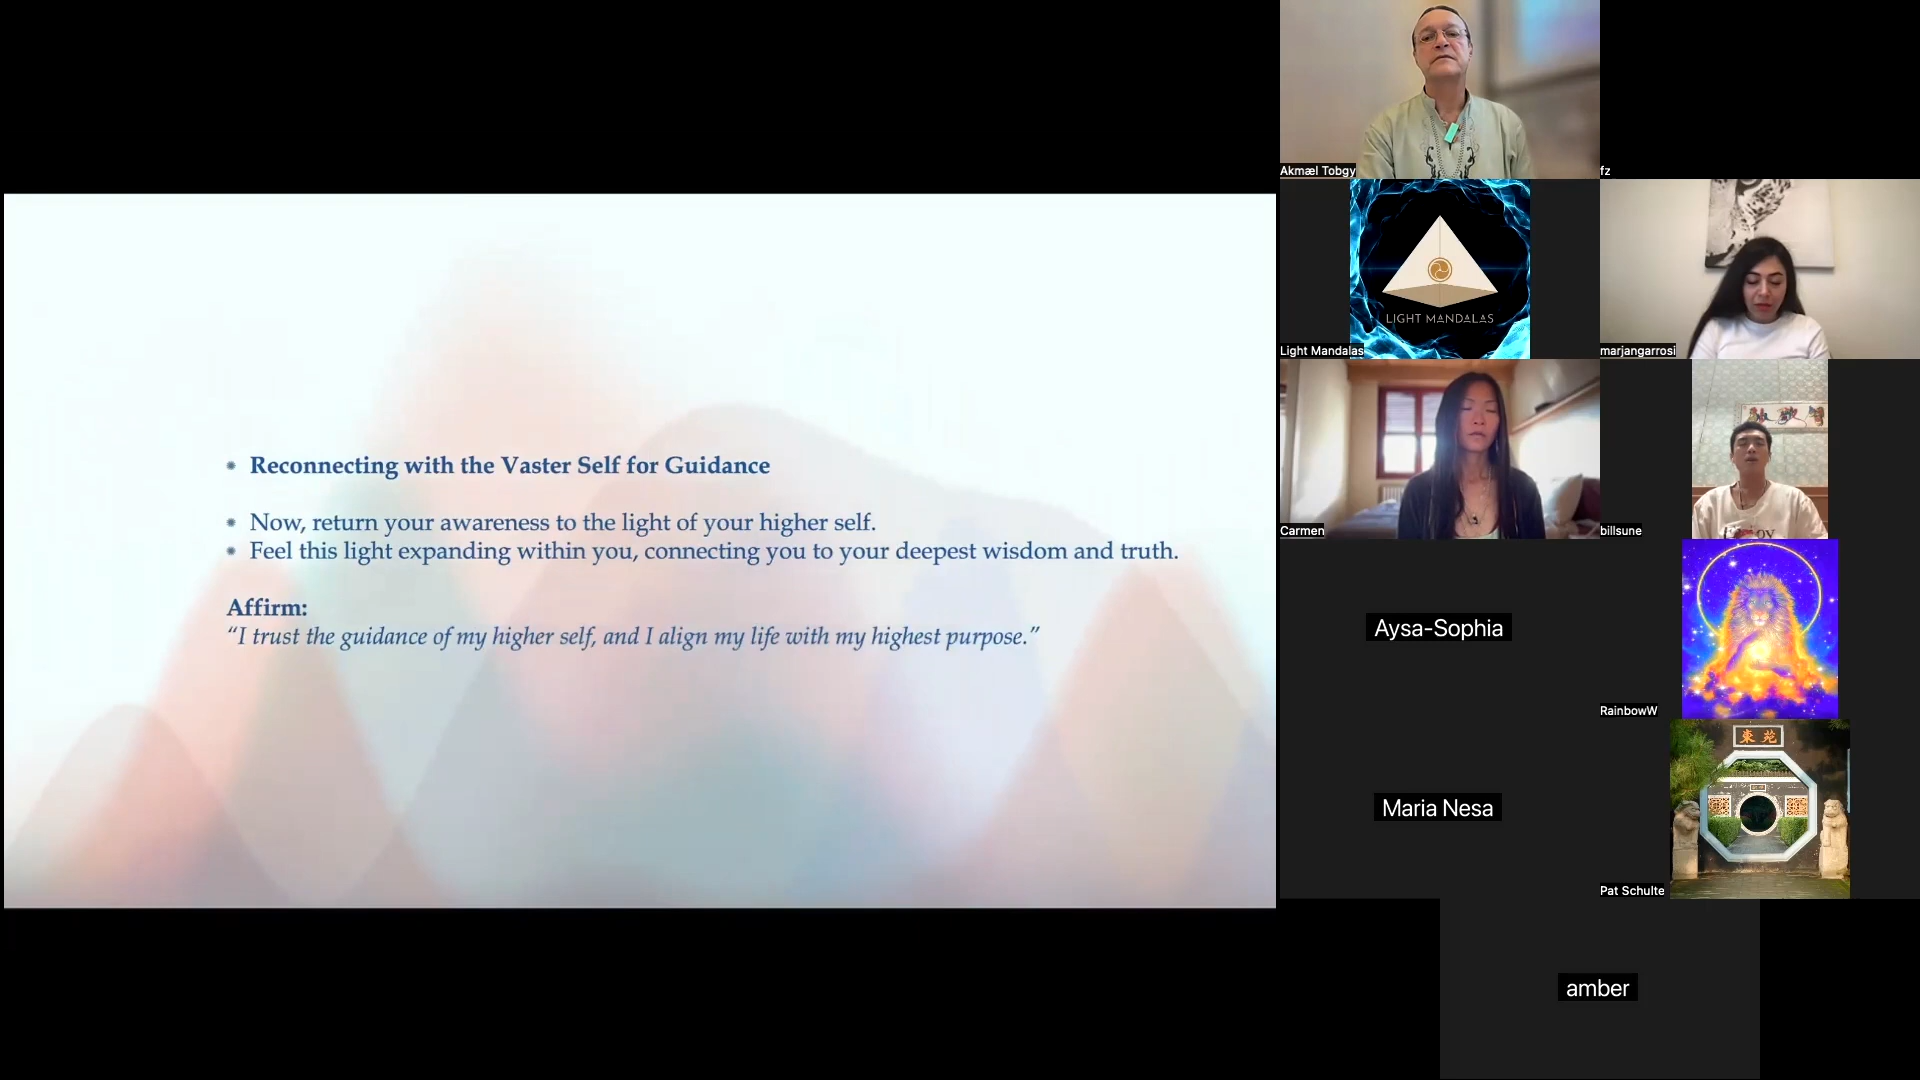 Reconnecting with the Vaster Self for Guidance
Now, return your awareness to the light of your higher self.
Feel this light expanding within you, connecting you to your deepest wisdom and truth.
Affirm:
“I trust the guidance of my higher self, and I align my life with my highest purpose.”
Akmæl Tobgy
fz
LIGHT MANDALAS
Light Mandalas
marjangarrosi
Carmen
billsune
Aysa-Sophia
RainbowW
Maria Nesa
東苑
Pat Schulte
amber